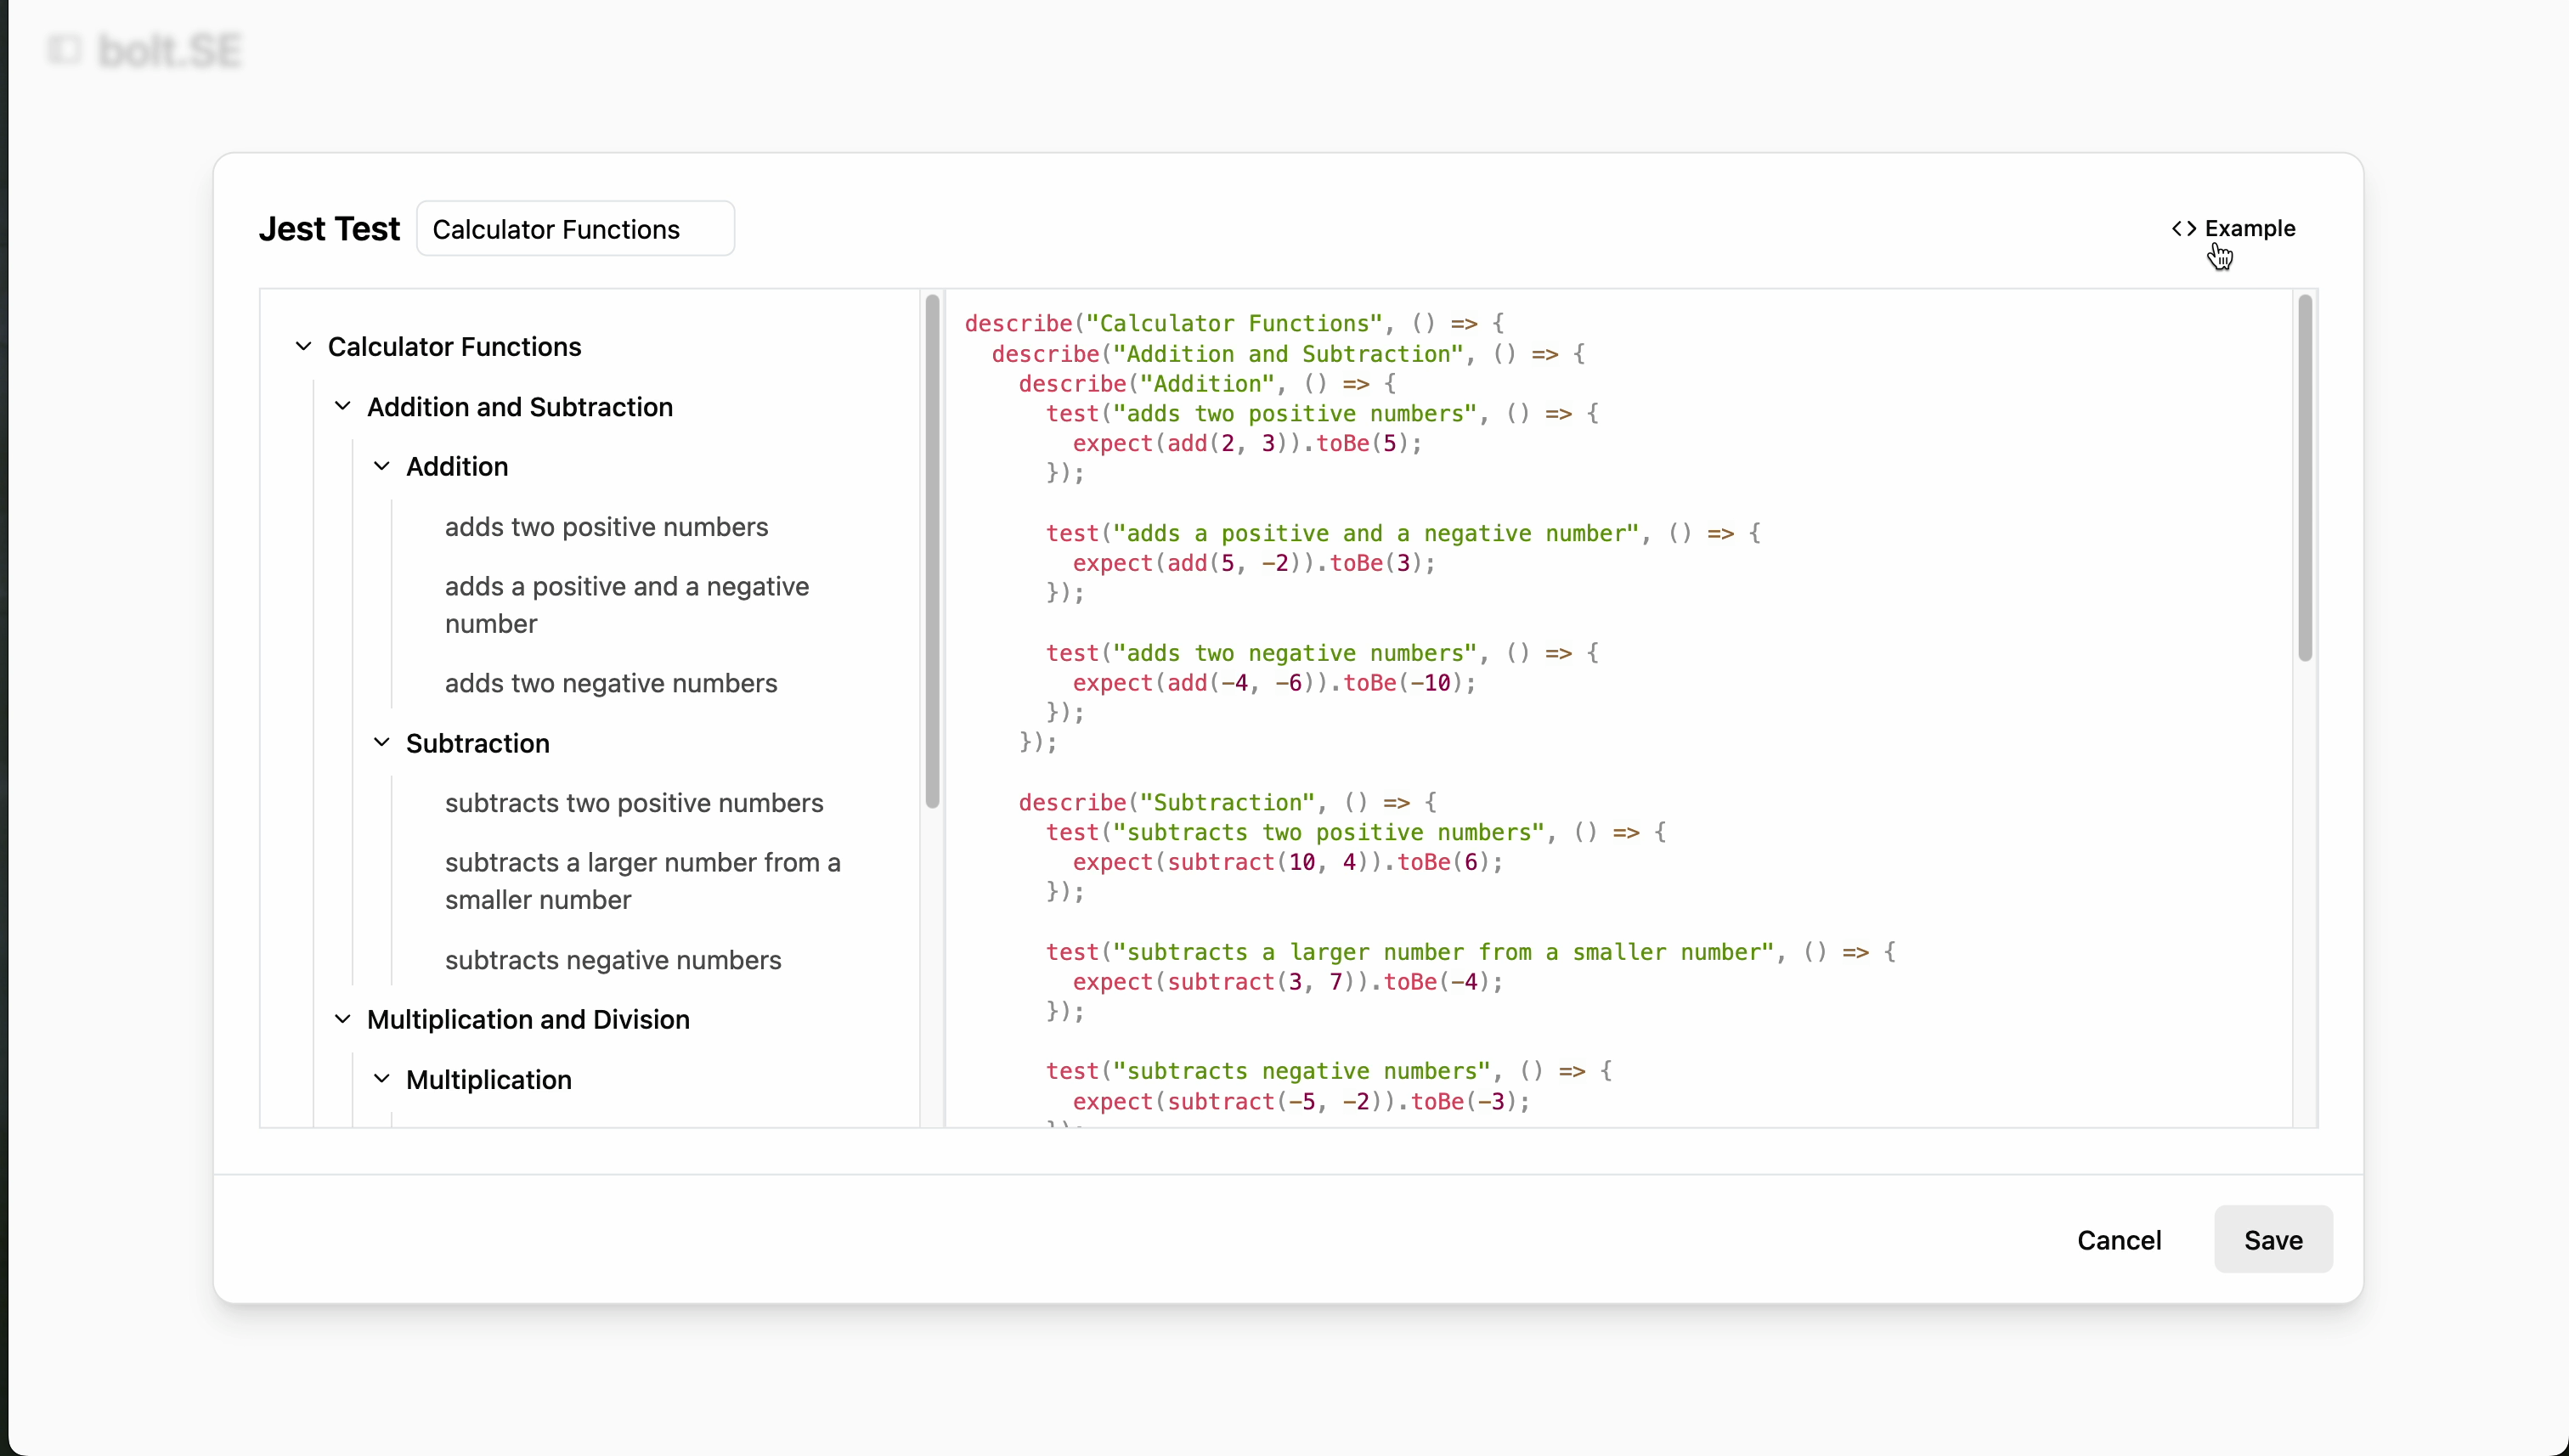 bolt.SE
Jest Test
Calculator Functions
<> Example
Calculator Functions
Addition and Subtraction
Addition
adds two positive numbers
adds a positive and a negative
number
adds two negative numbers
Subtraction
subtracts two positive numbers
subtracts a larger number from a
smaller number
subtracts negative numbers
Multiplication and Division
Multiplication
describe("Calculator Functions", () => {
  describe("Addition and Subtraction", () => {
    describe("Addition", () => {
      test("adds two positive numbers", () => {
        expect(add(2, 3)).toBe(5);
      });

      test("adds a positive and a negative number", () => {
        expect(add(5, -2)).toBe(3);
      });

      test("adds two negative numbers", () => {
        expect(add(-4, -6)).toBe(-10);
      });
    });

    describe("Subtraction", () => {
      test("subtracts two positive numbers", () => {
        expect(subtract(10, 4)).toBe(6);
      });

      test("subtracts a larger number from a smaller number", () => {
        expect(subtract(3, 7)).toBe(-4);
      });

      test("subtracts negative numbers", () => {
        expect(subtract(-5, -2)).toBe(-3);
Cancel
Save